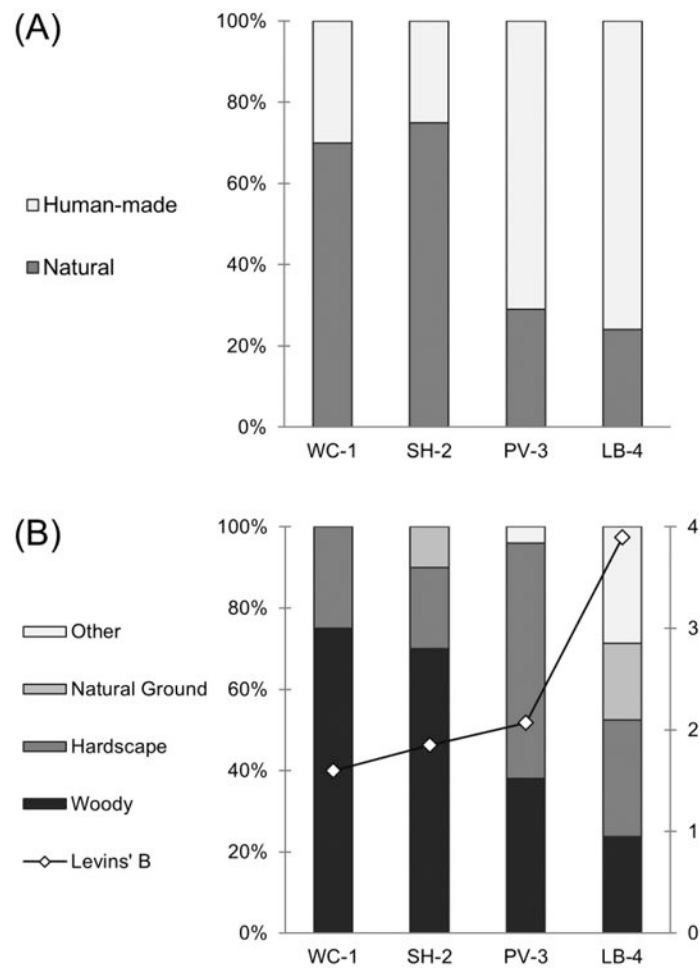 (A)
100%
80%
60%
40%
20%
0%
Human-made
Natural
WC-1 SH-2 PV-3 LB-4
(B)
100%
80%
60%
40%
20%
0%
4
3
2
1
0
Other
Natural Ground
Hardscape
Woody
Levins' B
WC-1 SH-2 PV-3 LB-4